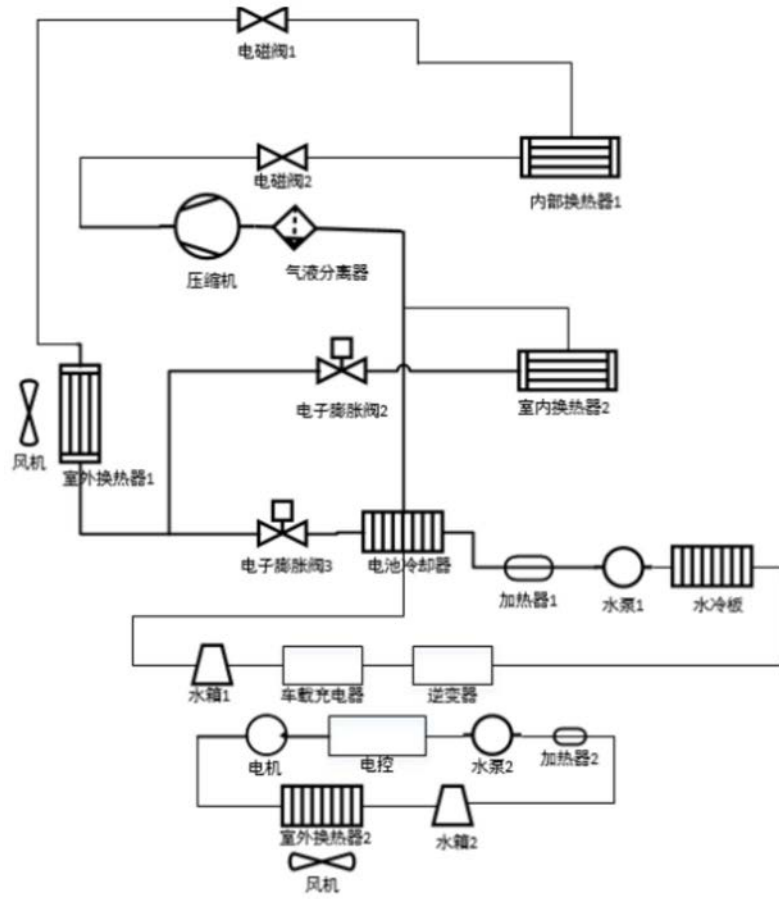 电磁阀1
电磁阀2
内部换热器1
压缩机
气液分离器
电子膨胀阀2
室内换热器2
风机
室外换热器1
电子膨胀阀3
电池冷却器
加热器1
水泵1
水冷板
水箱1
车载充电器
逆变器
电机
电控
水泵2
加热器2
室外换热器2
水箱2
风机